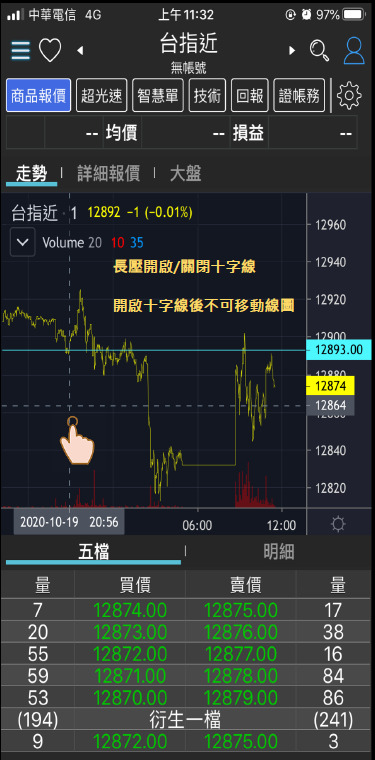 中華電信 4G 上午11:32 97%
台指近
無帳號
商品報價 超光速 智慧單 技術 回報 證帳務
-- 均價 -- 損益 --
走勢 詳細報價 大盤
台指近 · 1 12892 −1 (−0.01%)
Volume 20 10 35
長壓開啟/關閉十字線
開啟十字線後不可移動線圖
12960
12940
12920
12900
12893.00
12880
12874
12864
12860
12840
12820
2020-10-19 20:56 06:00 12:00
五檔 明細
量 買價 賣價 量
7 12874.00 12875.00 17
20 12873.00 12876.00 38
55 12872.00 12877.00 16
59 12871.00 12878.00 84
53 12870.00 12879.00 86
(194) 衍生一檔 (241)
9 12872.00 12875.00 3